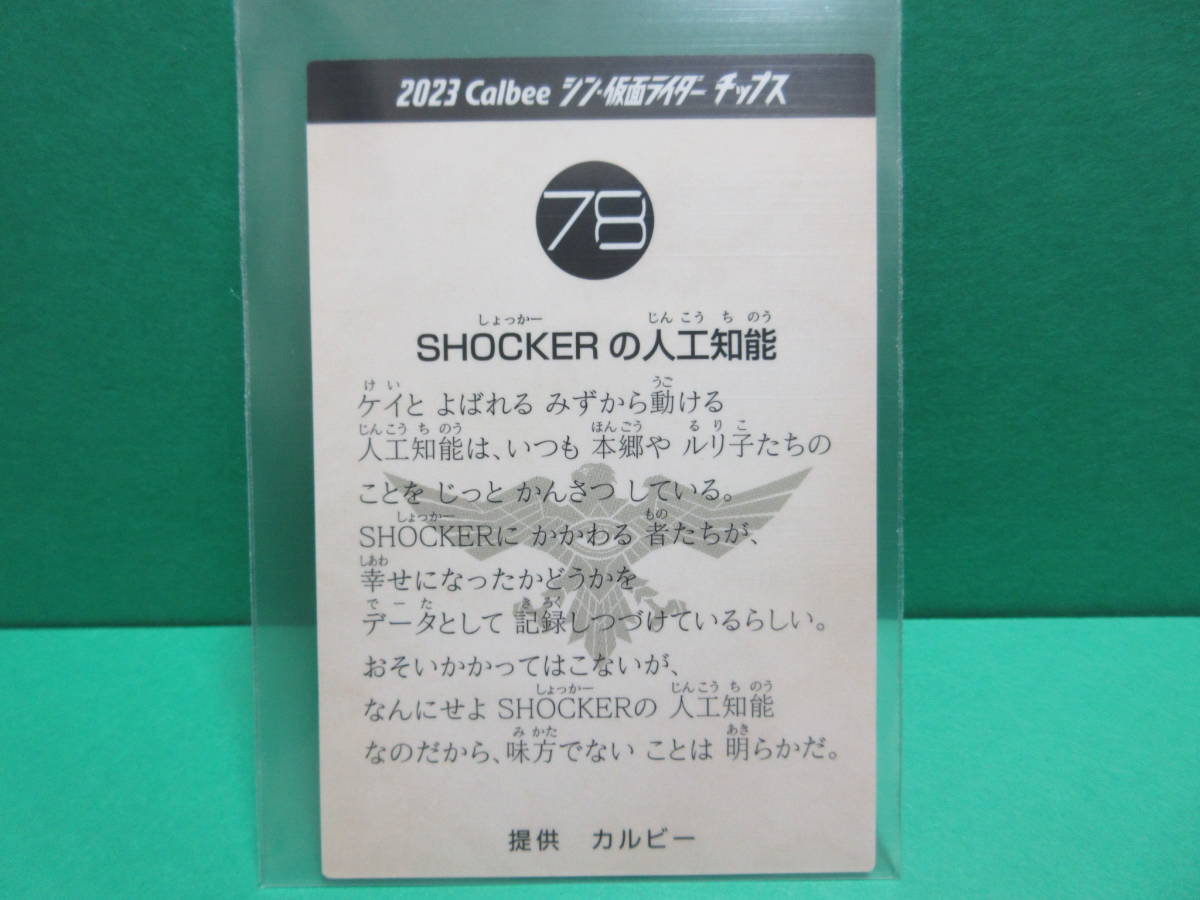 2023 Calbee シン・仮面ライダー チップス
78
しょっかー じんこうちのう
SHOCKERの人工知能
けい うご
ケイと よばれる みずから動ける
じんこうちのう ほんごう るりこ
人工知能は、いつも 本郷や ルリ子たちの
ことを じっと かんさつ している。
しょっかー もの
SHOCKERに かかわる 者たちが、
しあわ
幸せになったかどうかを
でーた きろく
データとして 記録しつづけているらしい。
おそいかかってはこないが、
しょっかー じんこうちのう
なんにせよ SHOCKERの 人工知能
みかた あき
なのだから、味方でない ことは 明らかだ。
提供 カルビー